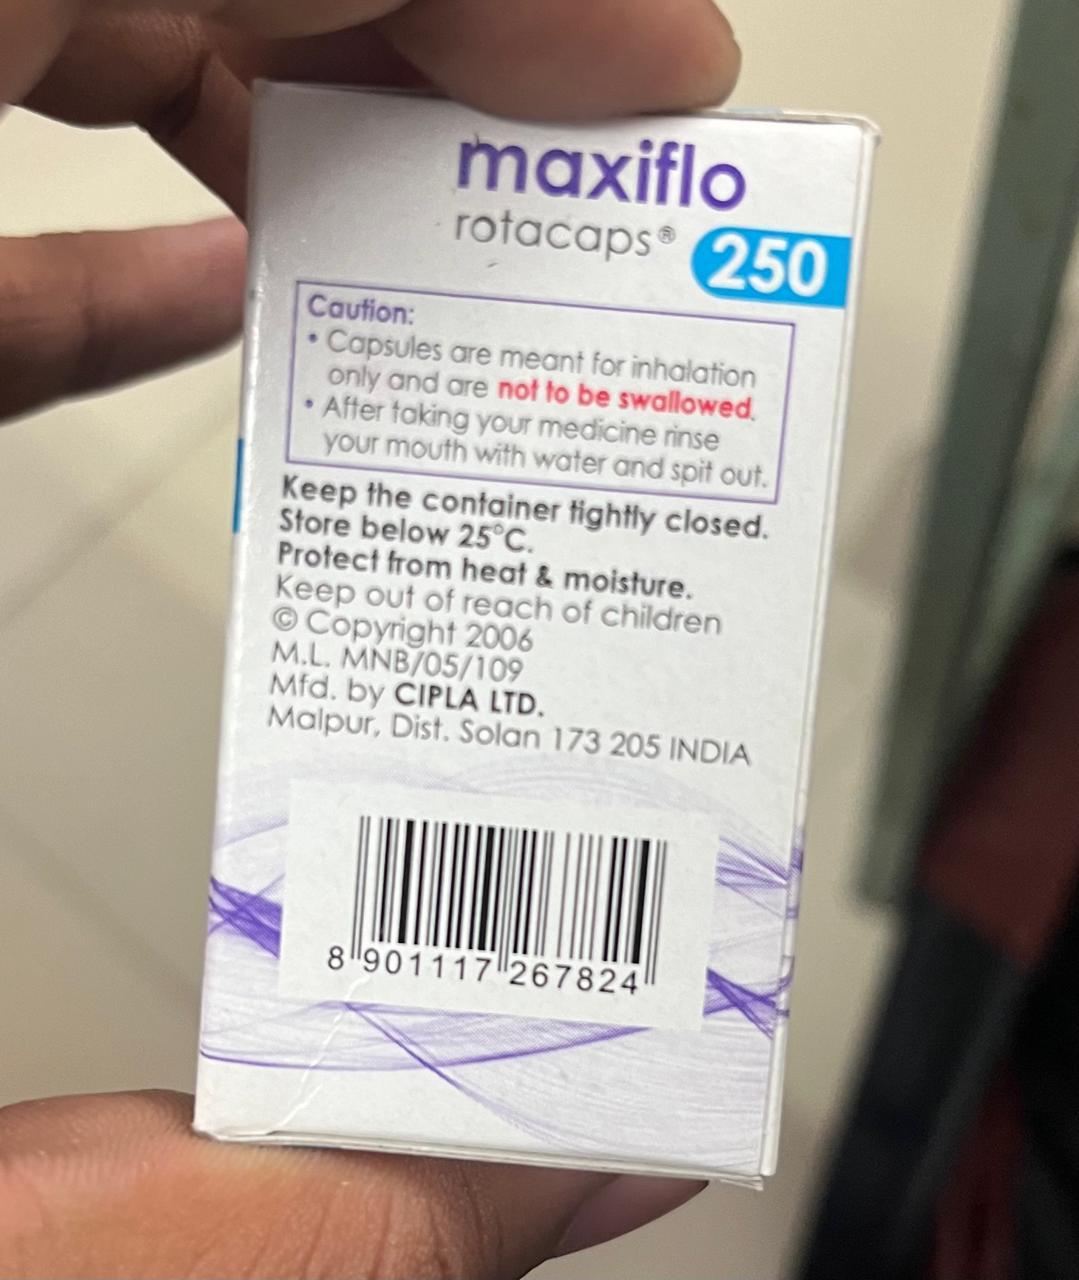 maxiflo
rotacaps®
250
Caution:
• Capsules are meant for inhalation
only and are not to be swallowed.
• After taking your medicine rinse
your mouth with water and spit out.
Keep the container tightly closed.
Store below 25°C.
Protect from heat & moisture.
Keep out of reach of children
© Copyright 2006
M.L. MNB/05/109
Mfd. by CIPLA LTD.
Malpur, Dist. Solan 173 205 INDIA
8 901117 267824